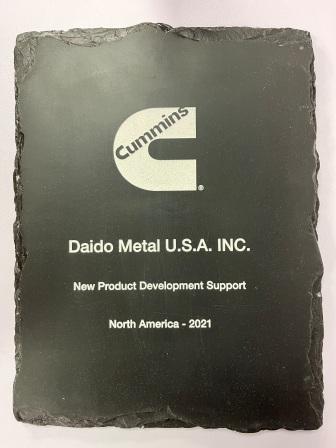 Cummins
®
Daido Metal U.S.A. INC.
New Product Development Support
North America - 2021